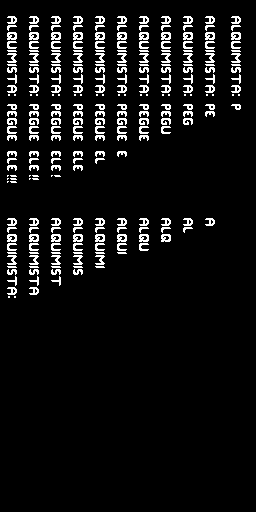 ALQUIMISTA: P
ALQUIMISTA: PE
ALQUIMISTA: PEG
ALQUIMISTA: PEGU
ALQUIMISTA: PEGUE
ALQUIMISTA: PEGUE E
ALQUIMISTA: PEGUE EL
ALQUIMISTA: PEGUE ELE
ALQUIMISTA: PEGUE ELE!
ALQUIMISTA: PEGUE ELE!!
ALQUIMISTA: PEGUE ELE!!!
A
AL
ALQ
ALQU
ALQUI
ALQUIMI
ALQUIMIS
ALQUIMIST
ALQUIMISTA
ALQUIMISTA: